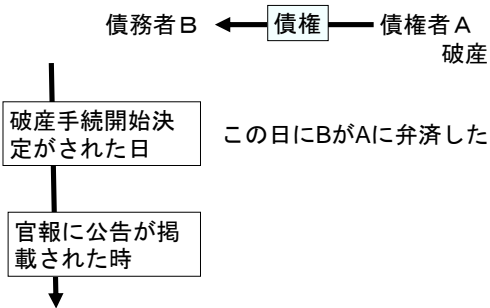 債務者Ｂ 債権 債権者Ａ
破産
破産手続開始決
定がされた日
この日にBがAに弁済した
官報に公告が掲
載された時